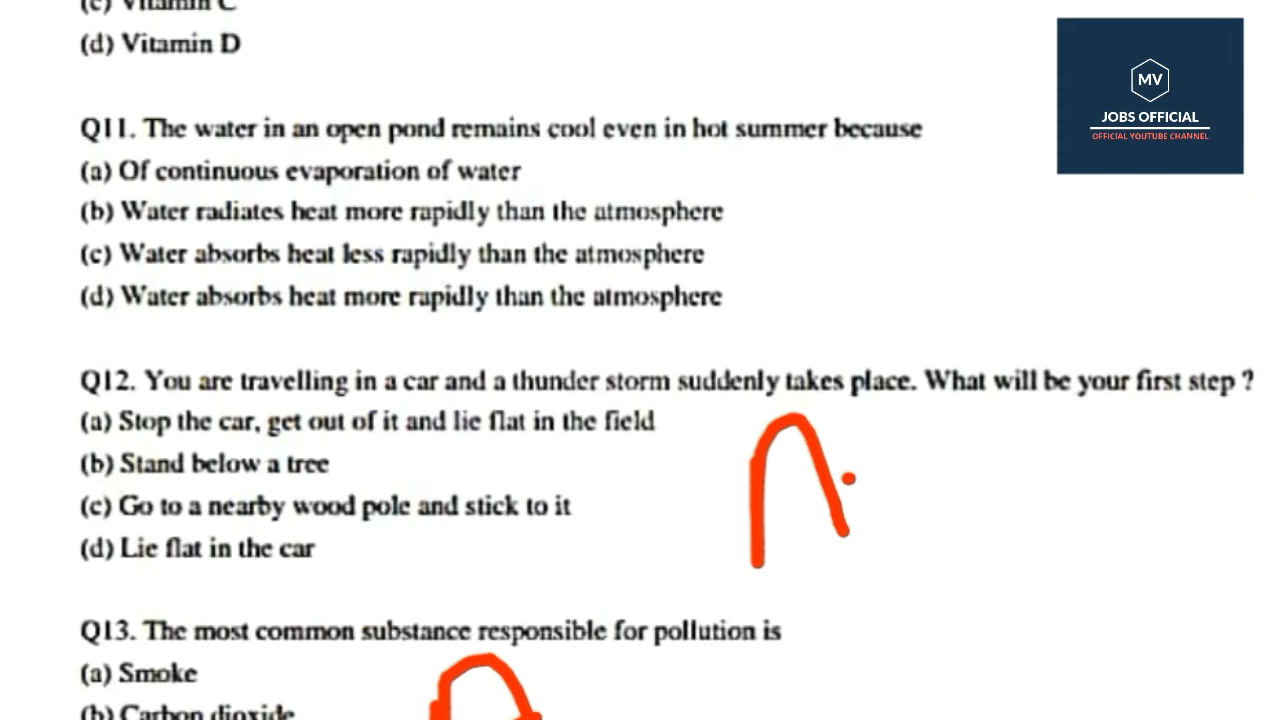 (c) Vitamin C
(d) Vitamin D
MV
JOBS OFFICIAL
OFFICIAL YOUTUBE CHANNEL
Q11. The water in an open pond remains cool even in hot summer because
(a) Of continuous evaporation of water
(b) Water radiates heat more rapidly than the atmosphere
(c) Water absorbs heat less rapidly than the atmosphere
(d) Water absorbs heat more rapidly than the atmosphere
Q12. You are travelling in a car and a thunder storm suddenly takes place. What will be your first step ?
(a) Stop the car, get out of it and lie flat in the field
(b) Stand below a tree
(c) Go to a nearby wood pole and stick to it
(d) Lie flat in the car
Q13. The most common substance responsible for pollution is
(a) Smoke
(b) Carbon dioxide